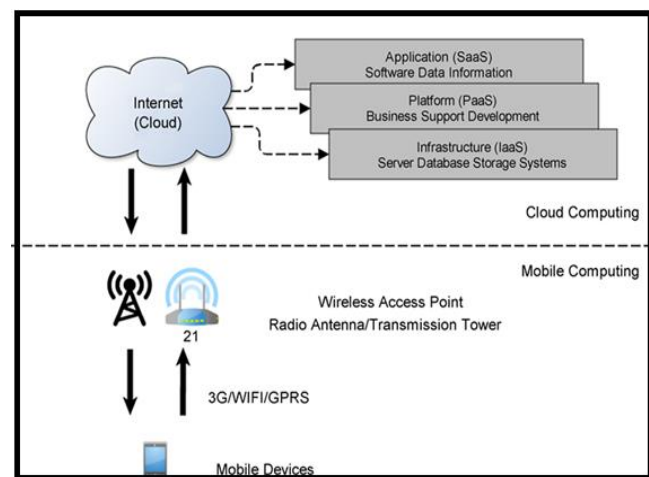 Application (SaaS)
Software Data Information
Internet
(Cloud)
Platform (PaaS)
Business Support Development
Infrastructure (IaaS)
Server Database Storage Systems
Cloud Computing
Mobile Computing
Wireless Access Point
Radio Antenna/Transmission Tower
21
3G/WIFI/GPRS
Mobile Devices